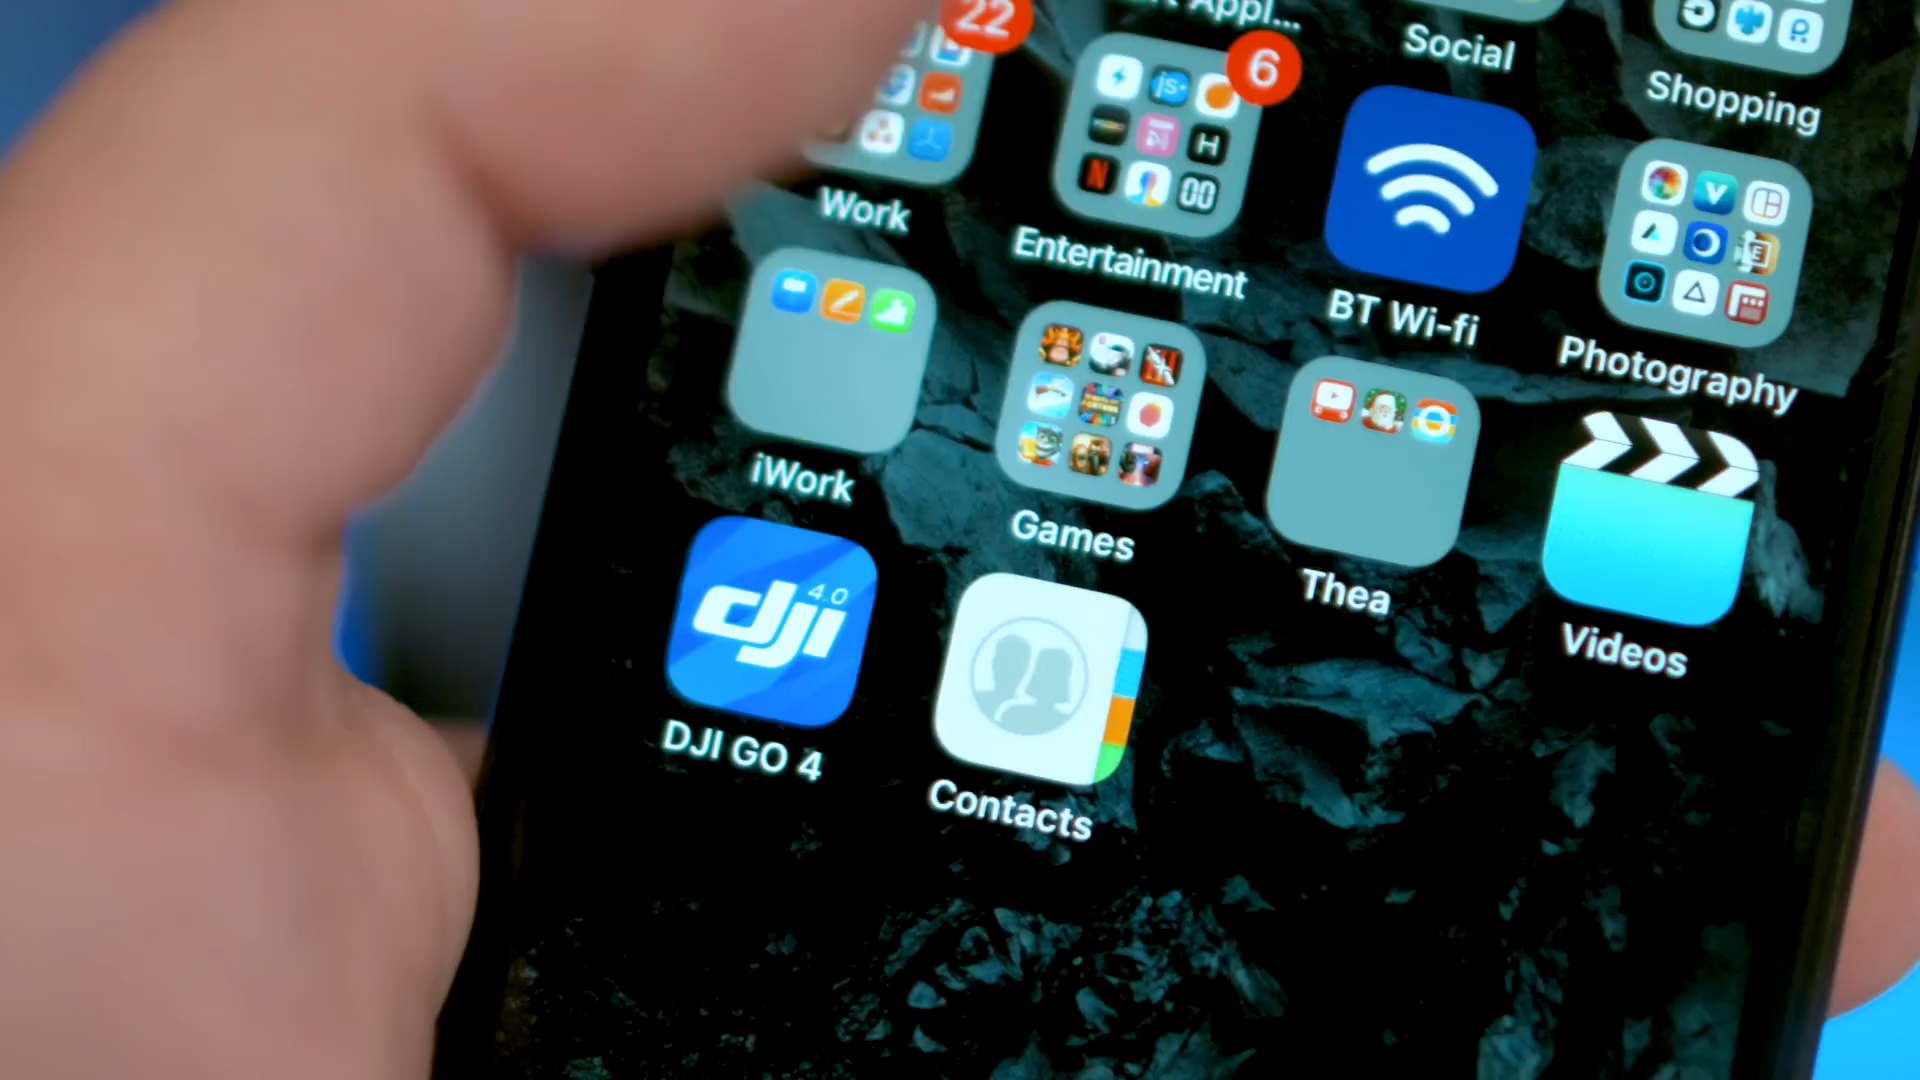 Appl...
Social
Shopping
22
6
Work
Entertainment
BT Wi-fi
Photography
iWork
Games
Thea
Videos
dji 4.0
DJI GO 4
Contacts